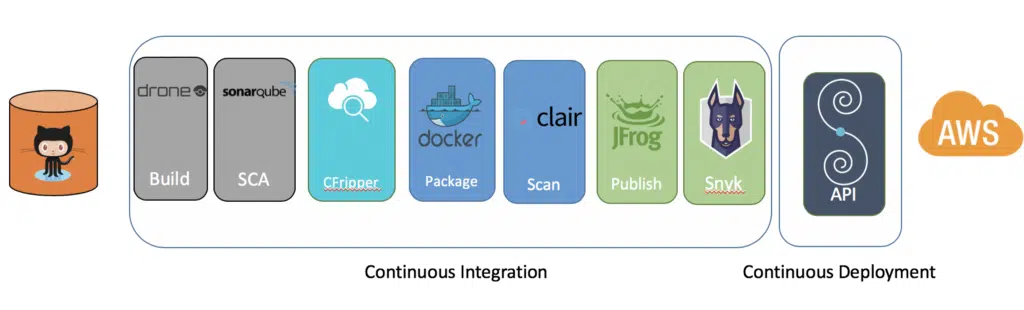 drone
sonarqube
Build
SCA
CFripper
docker
Package
clair
Scan
JFrog
Publish
Snyk
API
AWS
Continuous Integration
Continuous Deployment